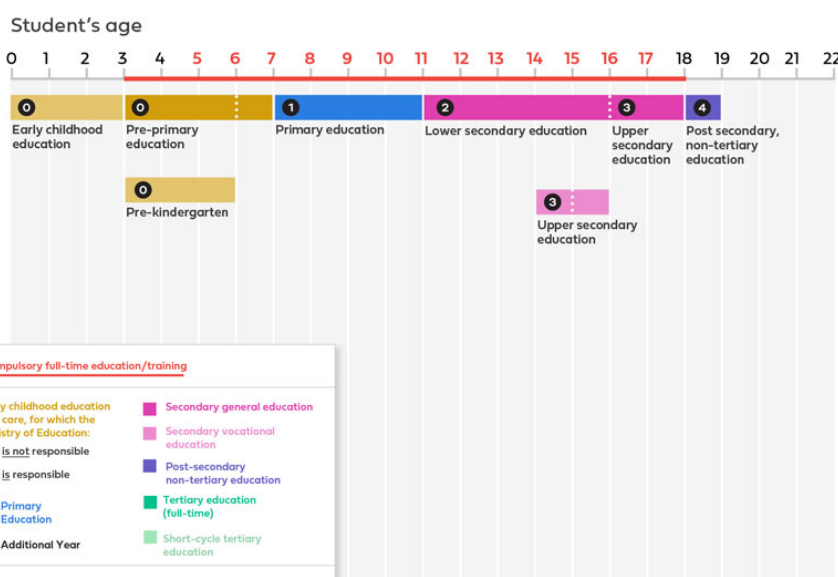 Student's age
0 1 2 3 4 5 6 7 8 9 10 11 12 13 14 15 16 17 18 19 20 21 22
0 0 1 2 3 4
Early childhood
education
Pre-primary
education
Primary education
Lower secondary education
Upper
secondary
education
Post secondary,
non-tertiary
education
0
Pre-kindergarten
3
Upper secondary
education
mpulsory full-time education/training
y childhood education
care, for which the
istry of Education:
is not responsible
is responsible
Primary
Education
Additional Year
Secondary general education
Secondary vocational
education
Post-secondary
non-tertiary education
Tertiary education
(full-time)
Short-cycle tertiary
education